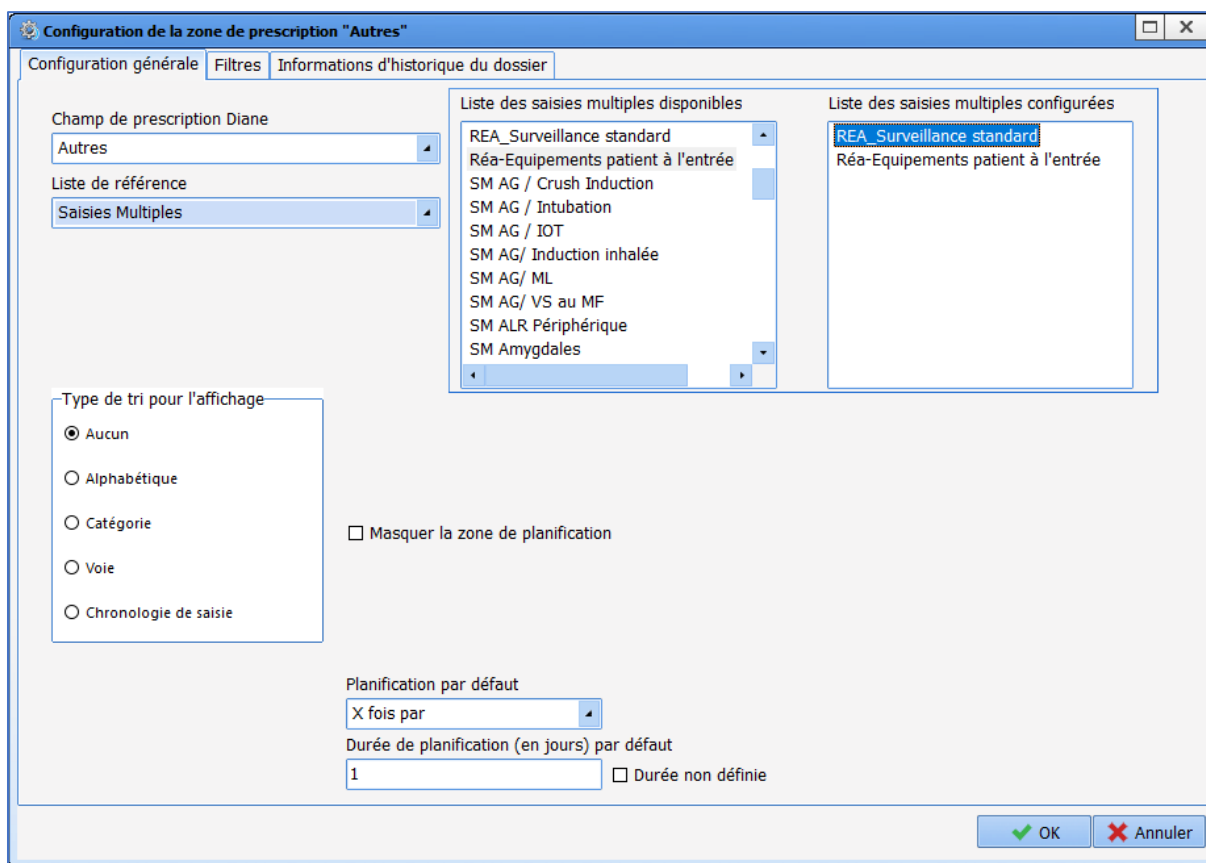 Configuration de la zone de prescription "Autres"
Configuration générale Filtres Informations d'historique du dossier
Champ de prescription Diane
Autres
Liste de référence
Saisies Multiples
Liste des saisies multiples disponibles
REA_Surveillance standard
Réa-Equipements patient à l'entrée
SM AG / Crush Induction
SM AG / Intubation
SM AG / IOT
SM AG/ Induction inhalée
SM AG/ ML
SM AG/ VS au MF
SM ALR Périphérique
SM Amygdales
Liste des saisies multiples configurées
REA_Surveillance standard
Réa-Equipements patient à l'entrée
Type de tri pour l'affichage
Aucun
Alphabétique
Catégorie
Voie
Chronologie de saisie
Masquer la zone de planification
Planification par défaut
X fois par
Durée de planification (en jours) par défaut
1
Durée non définie
OK Annuler